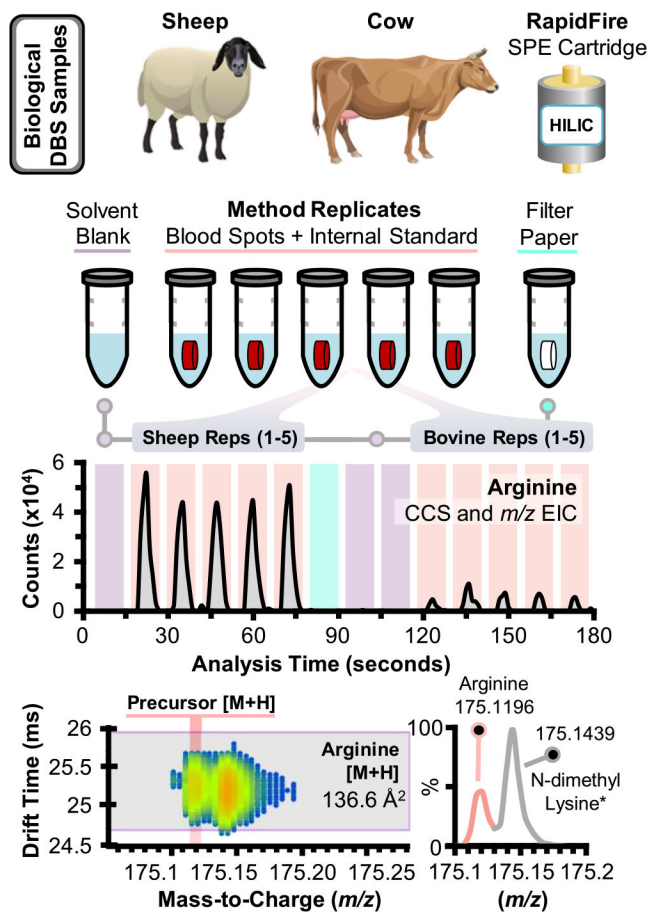 Biological
DBS Samples
Sheep
Cow
RapidFire
SPE Cartridge
HILIC
Solvent
Blank
Method Replicates
Blood Spots + Internal Standard
Filter
Paper
Sheep Reps (1-5)
Bovine Reps (1-5)
Counts (x10⁴)
6
4
2
0
Arginine
CCS and m/z EIC
0 30 60 90 120 150 180
Analysis Time (seconds)
Precursor [M+H]
Drift Time (ms)
26
25.5
25
24.5
Arginine
[M+H]
136.6 Å²
175.1 175.15 175.20 175.25
Mass-to-Charge (m/z)
Arginine
175.1196
175.1439
N-dimethyl
Lysine*
100
%
0
175.1 175.15 175.2
(m/z)